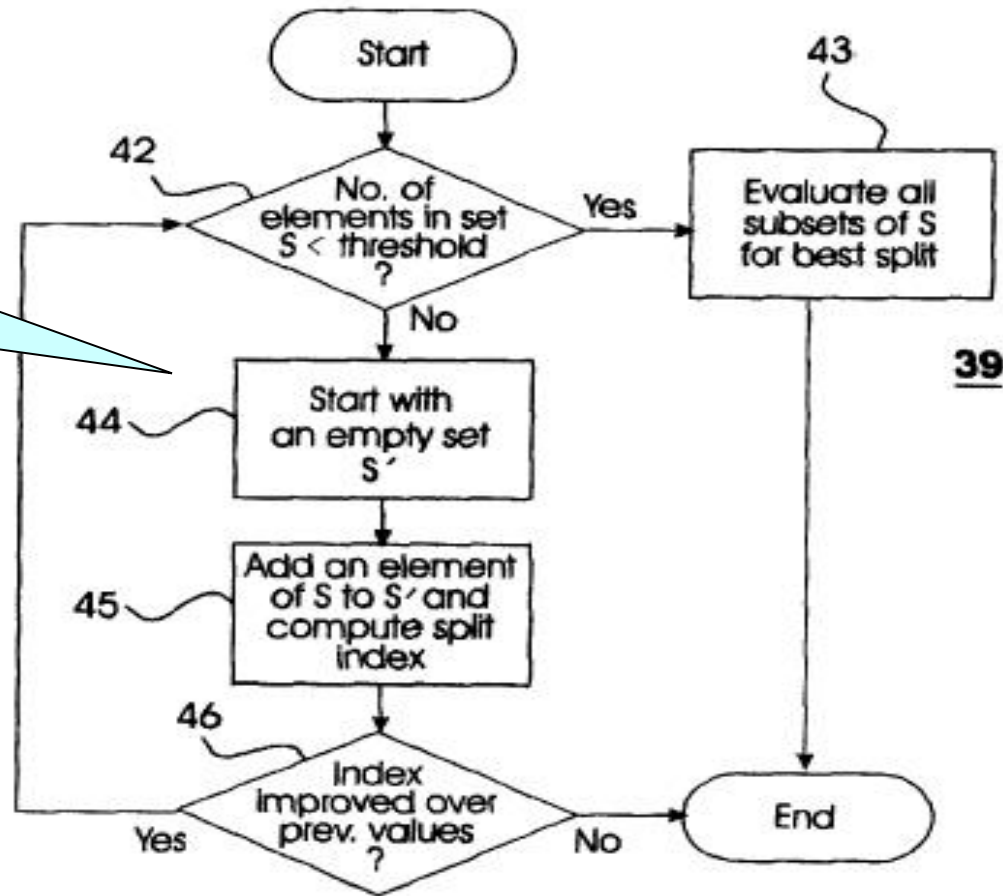 Start
42
No. of
elements in set
S < threshold
?
Yes
43
Evaluate all
subsets of S
for best split
No
39
44
Start with
an empty set
S′
45
Add an element
of S to S′ and
compute split
index
46
Index
improved over
prev. values
?
Yes
No
End